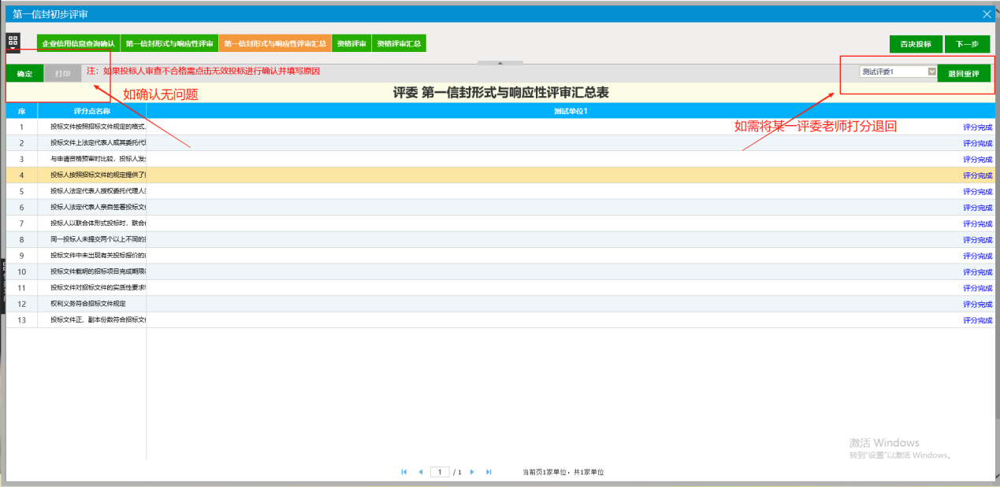 第一信封初步评审
企业信用信息查询确认 第一信封形式与响应性评审 第一信封形式与响应性评审汇总 资格评审 资格评审汇总 否决投标 下一步
确定 打印 注：如果投标人审查不合格需点击无效投标进行确认并填写原因 测试评委1 退回重评
如确认无问题 评委 第一信封形式与响应性评审汇总表
序 评分点名称 测试单位1
如需将某一评委老师打分退回
1 投标文件按照招标文件规定的格式、 评分完成
2 投标文件上法定代表人或其委托代理 评分完成
3 与申请资格预审时比较，投标人发生 评分完成
4 投标人按照招标文件的规定提供了 评分完成
5 投标人法定代表人授权委托代理人 评分完成
6 投标人法定代表人亲自签署投标文 评分完成
7 投标人以联合体形式投标时，联合 评分完成
8 同一投标人未提交两个以上不同的 评分完成
9 投标文件中未出现有关投标报价的 评分完成
10 投标文件载明的招标项目完成期限 评分完成
11 投标文件对招标文件的实质性要求 评分完成
12 权利义务符合招标文件规定 评分完成
13 投标文件正、副本份数符合招标文 评分完成
激活 Windows
转到"设置"以激活 Windows。
1 / 1 当前页1家单位，共1家单位